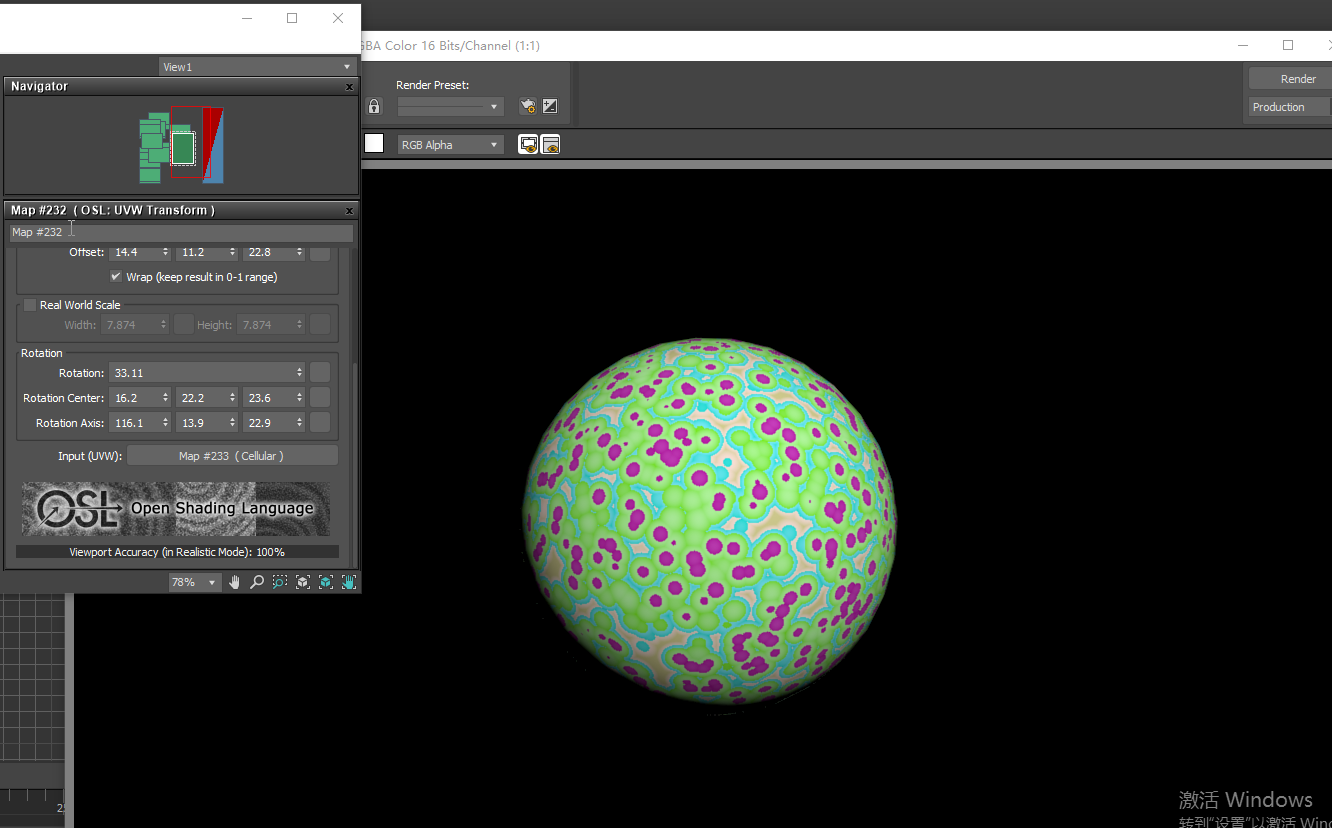 GBA Color 16 Bits/Channel (1:1)
View1
Navigator
Render Preset:
Render
Production
RGB Alpha
Map #232 ( OSL: UVW Transform )
Map #232
Offset: 14.4 11.2 22.8
Wrap (keep result in 0-1 range)
Real World Scale
Width: 7.874 Height: 7.874
Rotation
Rotation: 33.11
Rotation Center: 16.2 22.2 23.6
Rotation Axis: 116.1 13.9 22.9
Input (UVW): Map #233 ( Cellular )
OSL Open Shading Language
Viewport Accuracy (in Realistic Mode): 100%
78%
激活 Windows
转到“设置”以激活 Wind